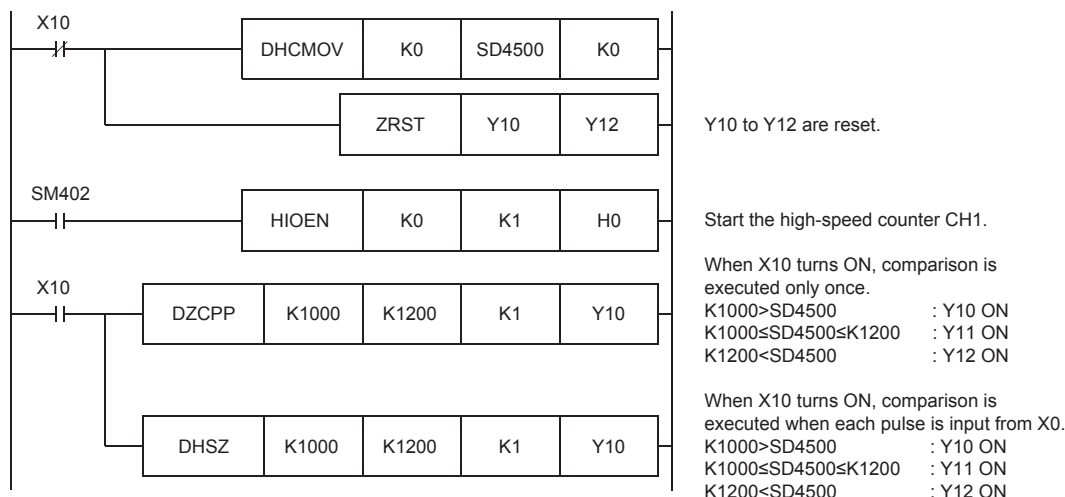 X10
DHCMOV K0 SD4500 K0
ZRST Y10 Y12 Y10 to Y12 are reset.
SM402
HIOEN K0 K1 H0 Start the high-speed counter CH1.
X10
When X10 turns ON, comparison is
executed only once.
DZCPP K1000 K1200 K1 Y10
K1000>SD4500 : Y10 ON
K1000≤SD4500≤K1200 : Y11 ON
K1200<SD4500 : Y12 ON
When X10 turns ON, comparison is
executed when each pulse is input from X0.
DHSZ K1000 K1200 K1 Y10
K1000>SD4500 : Y10 ON
K1000≤SD4500≤K1200 : Y11 ON
K1200<SD4500 : Y12 ON